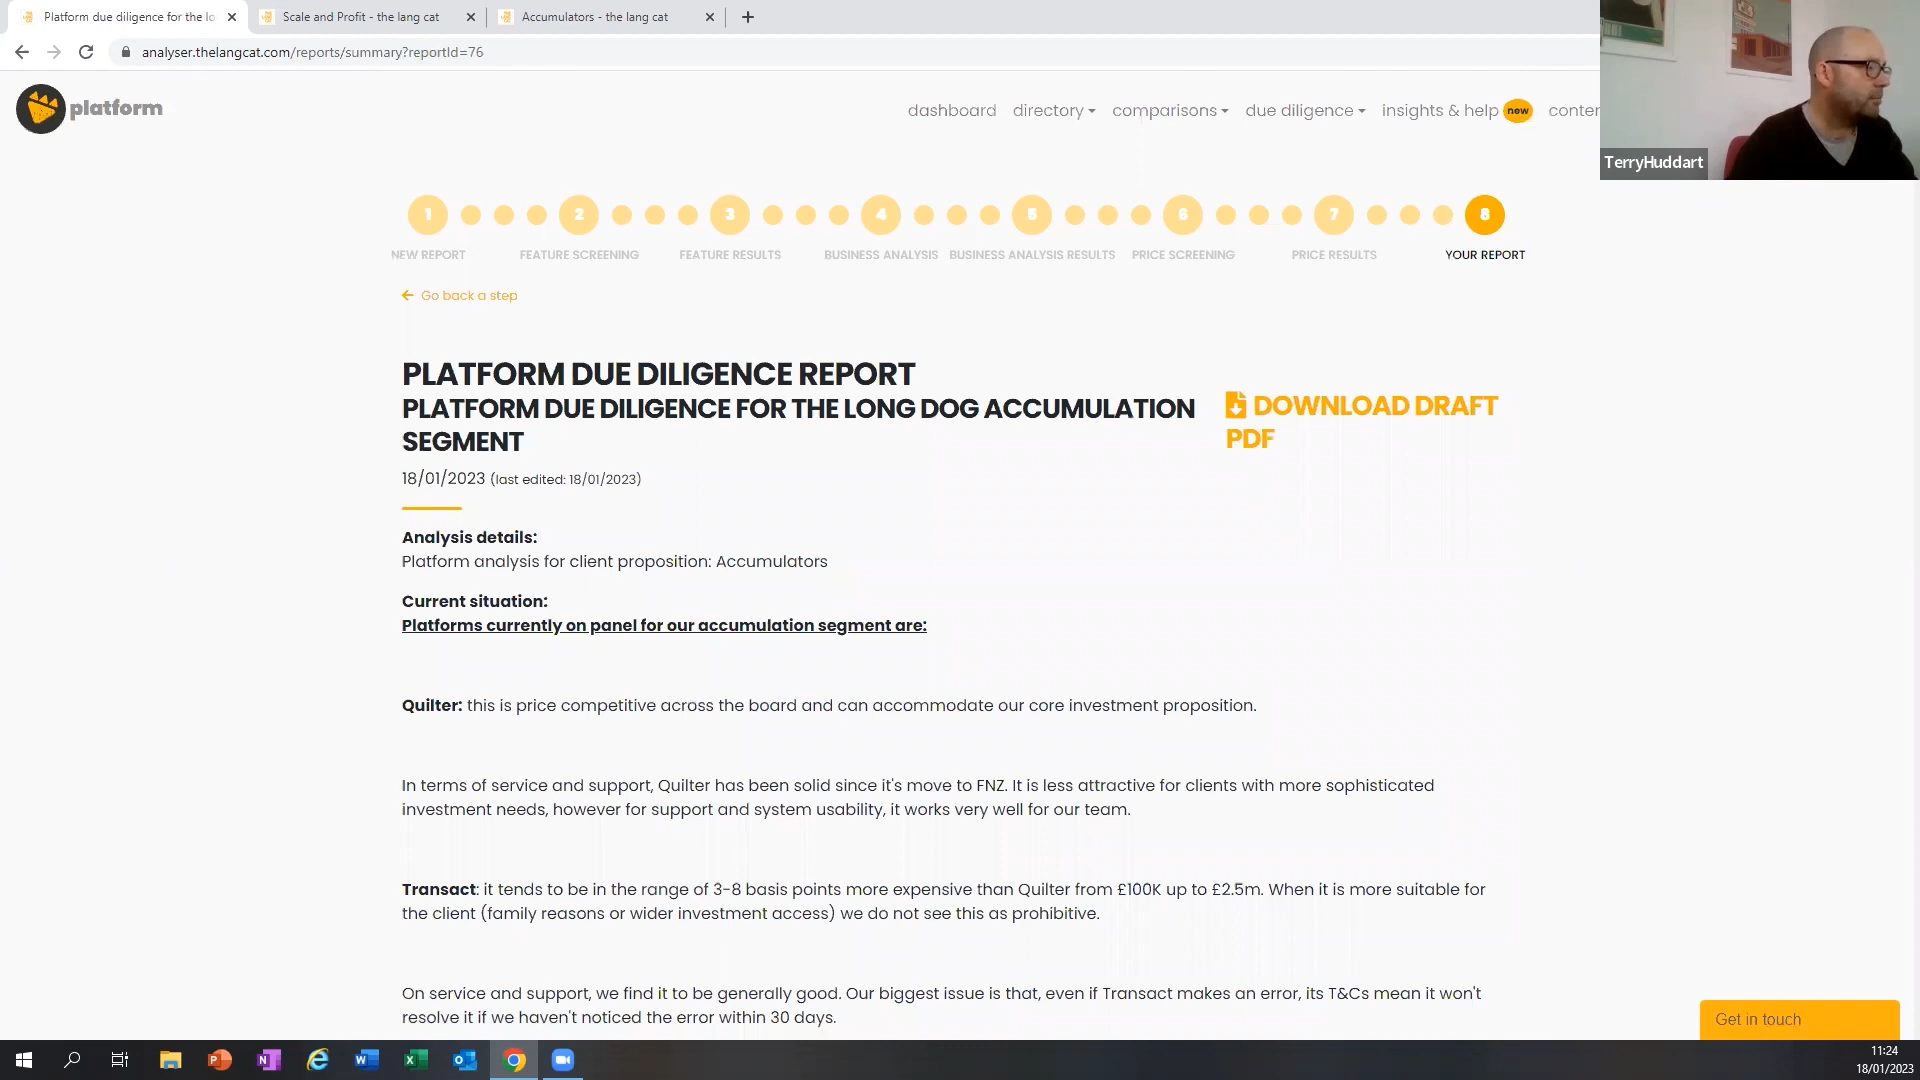 Platform due diligence for the lo
Scale and Profit - the lang cat
Accumulators - the lang cat
analyser.thelangcat.com/reports/summary?reportId=76
platform
dashboard directory comparisons due diligence insights & help new conter
TerryHuddart
1 2 3 4 5 6 7 8
NEW REPORT FEATURE SCREENING FEATURE RESULTS BUSINESS ANALYSIS BUSINESS ANALYSIS RESULTS PRICE SCREENING PRICE RESULTS YOUR REPORT
Go back a step
PLATFORM DUE DILIGENCE REPORT
PLATFORM DUE DILIGENCE FOR THE LONG DOG ACCUMULATION
SEGMENT
DOWNLOAD DRAFT
PDF
18/01/2023 (last edited: 18/01/2023)
Analysis details:
Platform analysis for client proposition: Accumulators
Current situation:
Platforms currently on panel for our accumulation segment are:
Quilter: this is price competitive across the board and can accommodate our core investment proposition.
In terms of service and support, Quilter has been solid since it's move to FNZ. It is less attractive for clients with more sophisticated
investment needs, however for support and system usability, it works very well for our team.
Transact: it tends to be in the range of 3-8 basis points more expensive than Quilter from £100K up to £2.5m. When it is more suitable for
the client (family reasons or wider investment access) we do not see this as prohibitive.
On service and support, we find it to be generally good. Our biggest issue is that, even if Transact makes an error, its T&Cs mean it won't
resolve it if we haven't noticed the error within 30 days.
Get in touch
11:24
18/01/2023